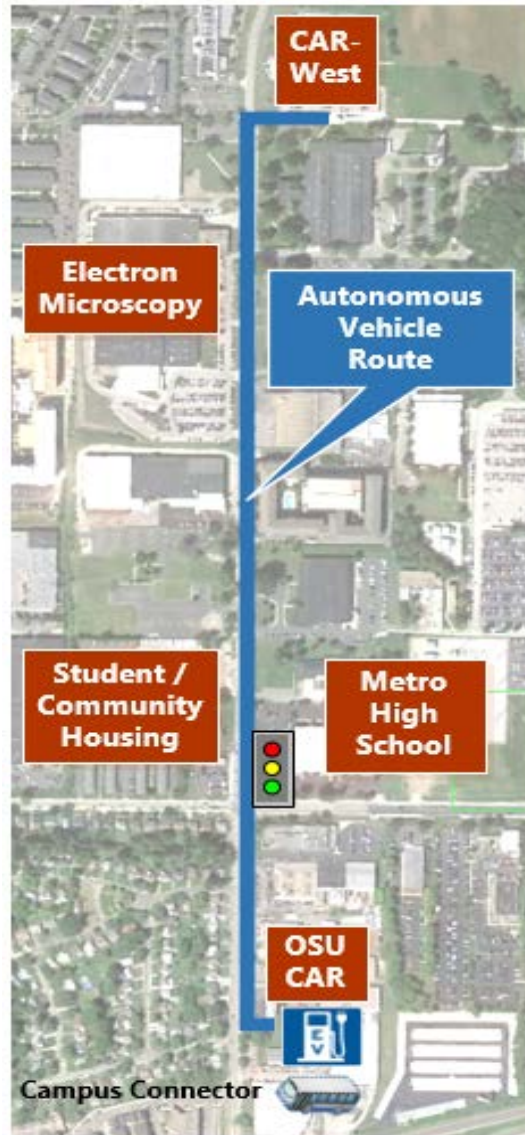 CAR-
West
Electron
Microscopy
Autonomous
Vehicle
Route
Student /
Community
Housing
Metro
High
School
OSU
CAR
EV
Campus Connector